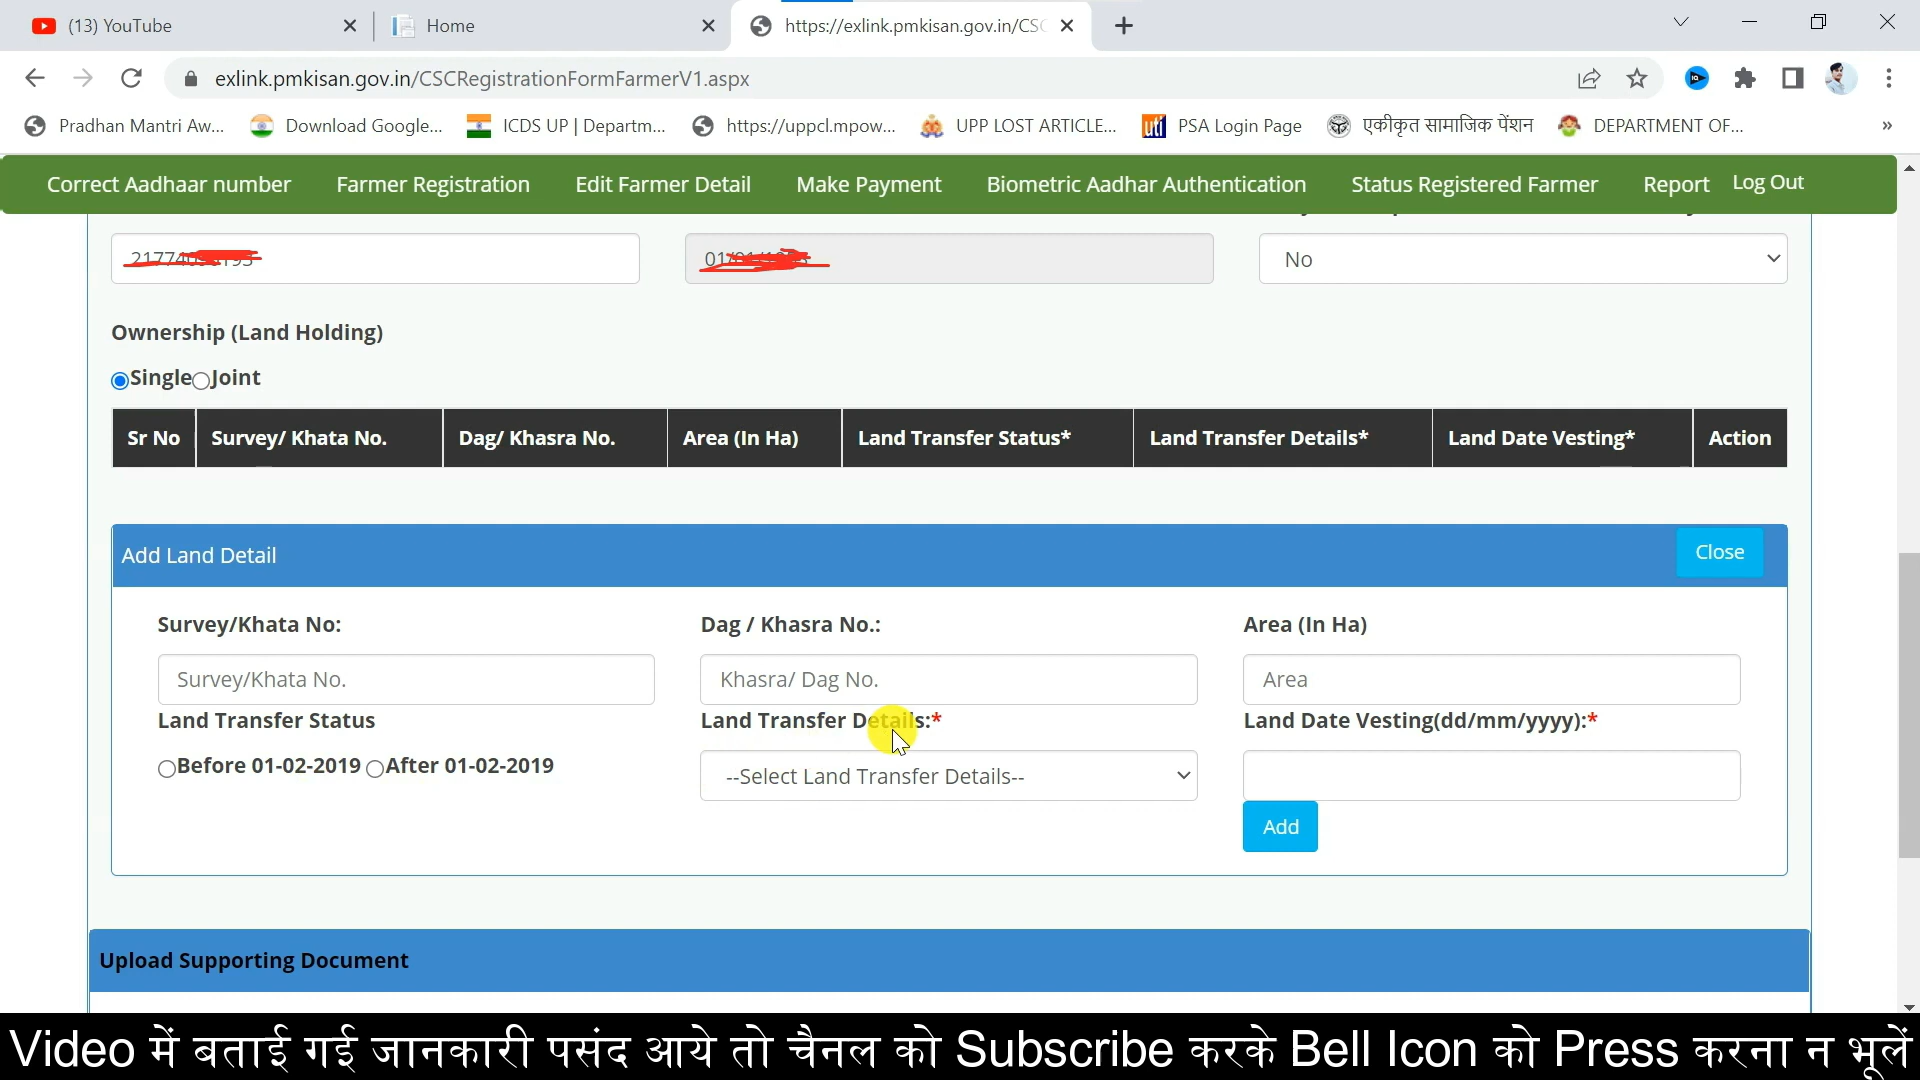 (13) YouTube
Home
https://exlink.pmkisan.gov.in/CSC
exlink.pmkisan.gov.in/CSCRegistrationFormFarmerV1.aspx
Pradhan Mantri Aw...
Download Google...
ICDS UP | Departm...
https://uppcl.mpow...
UPP LOST ARTICLE...
uti PSA Login Page
एकीकृत सामाजिक पेंशन
DEPARTMENT OF...
»
Correct Aadhaar number
Farmer Registration
Edit Farmer Detail
Make Payment
Biometric Aadhar Authentication
Status Registered Farmer
Report
Log Out
No
Ownership (Land Holding)
Single Joint
Sr No Survey/ Khata No. Dag/ Khasra No. Area (In Ha) Land Transfer Status* Land Transfer Details* Land Date Vesting* Action
Add Land Detail
Close
Survey/Khata No: Dag / Khasra No.: Area (In Ha)
Survey/Khata No. Khasra/ Dag No. Area
Land Transfer Status Land Transfer Details:* Land Date Vesting(dd/mm/yyyy):*
Before 01-02-2019 After 01-02-2019 --Select Land Transfer Details--
Add
Upload Supporting Document
Video में बताई गई जानकारी पसंद आये तो चैनल को Subscribe करके Bell Icon को Press करना न भूलें